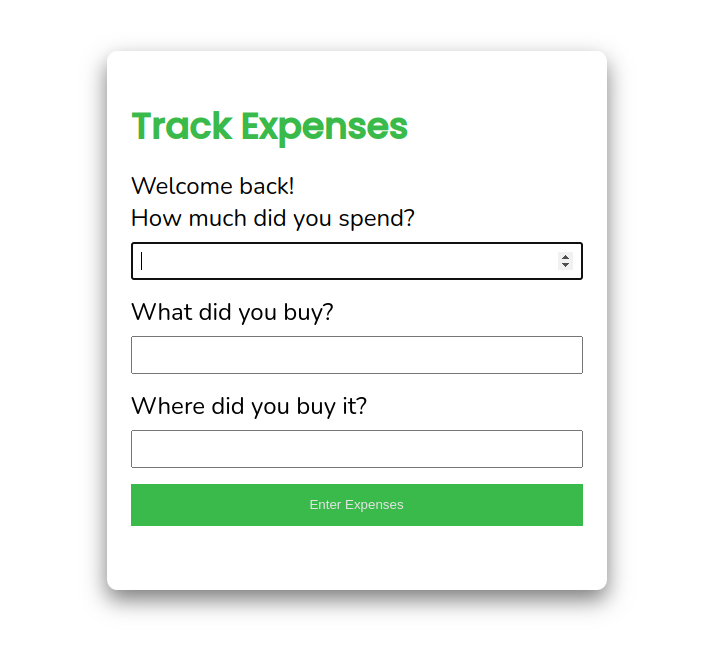 Track Expenses
Welcome back!
How much did you spend?
What did you buy?
Where did you buy it?
Enter Expenses